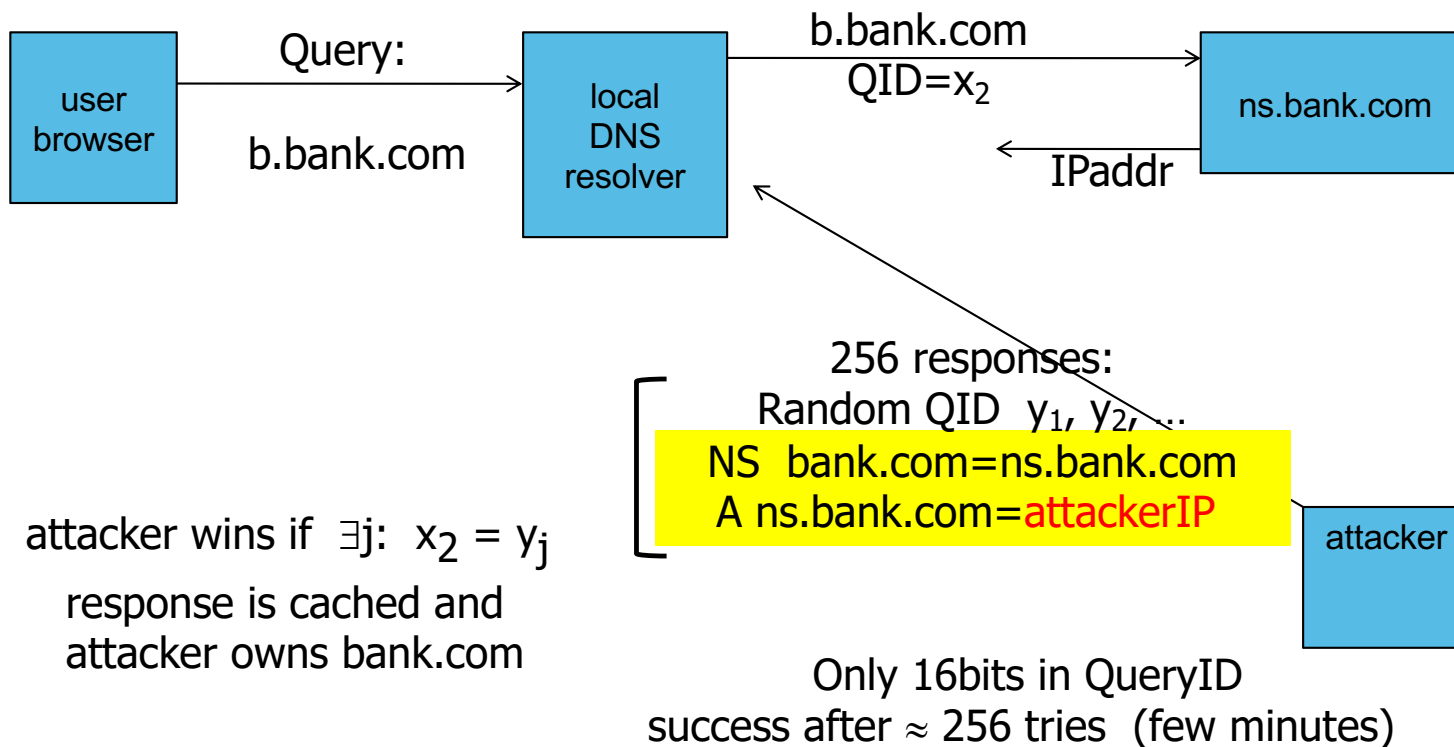 user
browser
Query:
b.bank.com
local
DNS
resolver
b.bank.com
QID=x₂
IPaddr
ns.bank.com
256 responses:
Random QID y₁, y₂, …
NS bank.com=ns.bank.com
A ns.bank.com=attackerIP
attacker
attacker wins if ∃j: x₂ = yⱼ
response is cached and
attacker owns bank.com
Only 16bits in QueryID
success after ≈ 256 tries (few minutes)